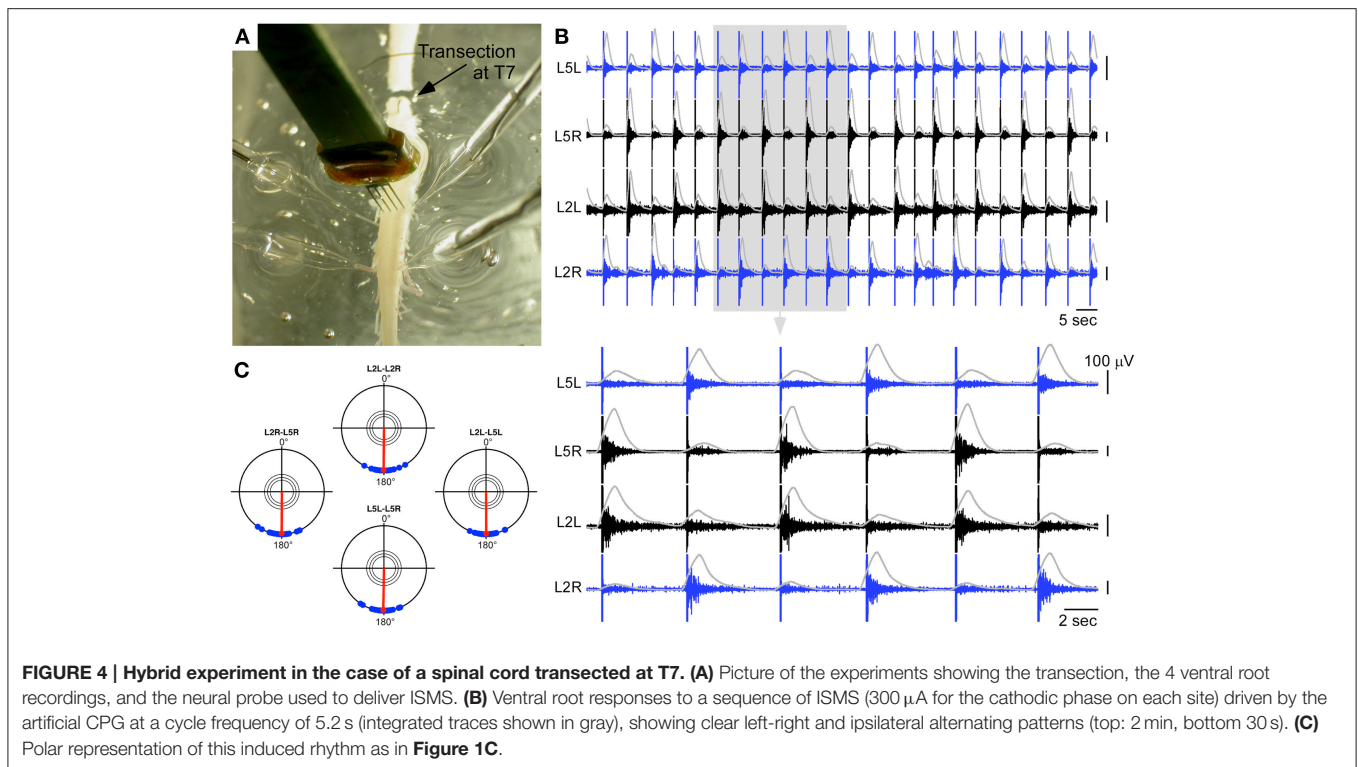 A
Transection
at T7
B
L5L
L5R
L2L
L2R
5 sec
100 µV
L5L
L5R
L2L
L2R
2 sec
C
L2L-L2R
0°
180°
L2R-L5R
0°
180°
L2L-L5L
0°
180°
L5L-L5R
0°
180°
FIGURE 4 | Hybrid experiment in the case of a spinal cord transected at T7. (A) Picture of the experiments showing the transection, the 4 ventral root
recordings, and the neural probe used to deliver ISMS. (B) Ventral root responses to a sequence of ISMS (300 µA for the cathodic phase on each site) driven by the
artificial CPG at a cycle frequency of 5.2 s (integrated traces shown in gray), showing clear left-right and ipsilateral alternating patterns (top: 2 min, bottom 30 s). (C)
Polar representation of this induced rhythm as in Figure 1C.